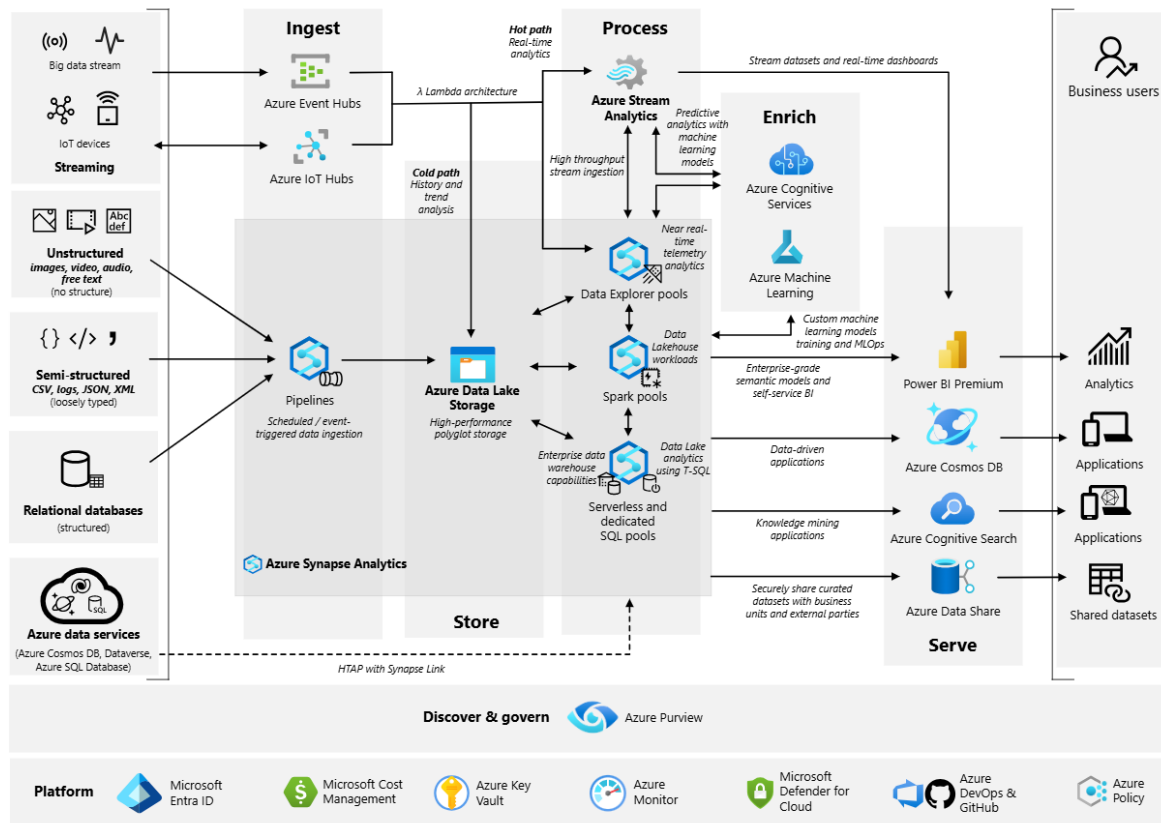 Ingest
Hot path
Real-time
analytics
Process
Big data stream
Azure Event Hubs
λ Lambda architecture
Azure Stream
Analytics
Stream datasets and real-time dashboards
Business users
IoT devices
Streaming
Azure IoT Hubs
Cold path
History and
trend
analysis
High throughput
stream ingestion
Predictive
analytics with
machine
learning
models
Enrich
Azure Cognitive
Services
Azure Machine
Learning
Abc
def
Unstructured
images, video, audio,
free text
(no structure)
Near real-
time
telemetry
analytics
Data Explorer pools
{ } </> ,
Semi-structured
CSV, logs, JSON, XML
(loosely typed)
Pipelines
Scheduled / event-
triggered data ingestion
Azure Data Lake
Storage
High-performance
polyglot storage
Data
Lakehouse
workloads
Spark pools
Custom machine
learning models
training and MLOps
Enterprise-grade
semantic models and
self-service BI
Power BI Premium
Analytics
Relational databases
(structured)
Enterprise data
warehouse
capabilities
Data Lake
analytics
using T-SQL
Serverless and
dedicated
SQL pools
Data-driven
applications
Azure Cosmos DB
Applications
Knowledge mining
applications
Azure Cognitive Search
Applications
Azure Synapse Analytics
SQL
Azure data services
(Azure Cosmos DB, Dataverse,
Azure SQL Database)
Store
Securely share curated
datasets with business
units and external parties
Azure Data Share
Shared datasets
Serve
HTAP with Synapse Link
Discover & govern
Azure Purview
Platform
Microsoft
Entra ID
Microsoft Cost
Management
Azure Key
Vault
Azure
Monitor
Microsoft
Defender for
Cloud
Azure
DevOps &
GitHub
Azure
Policy